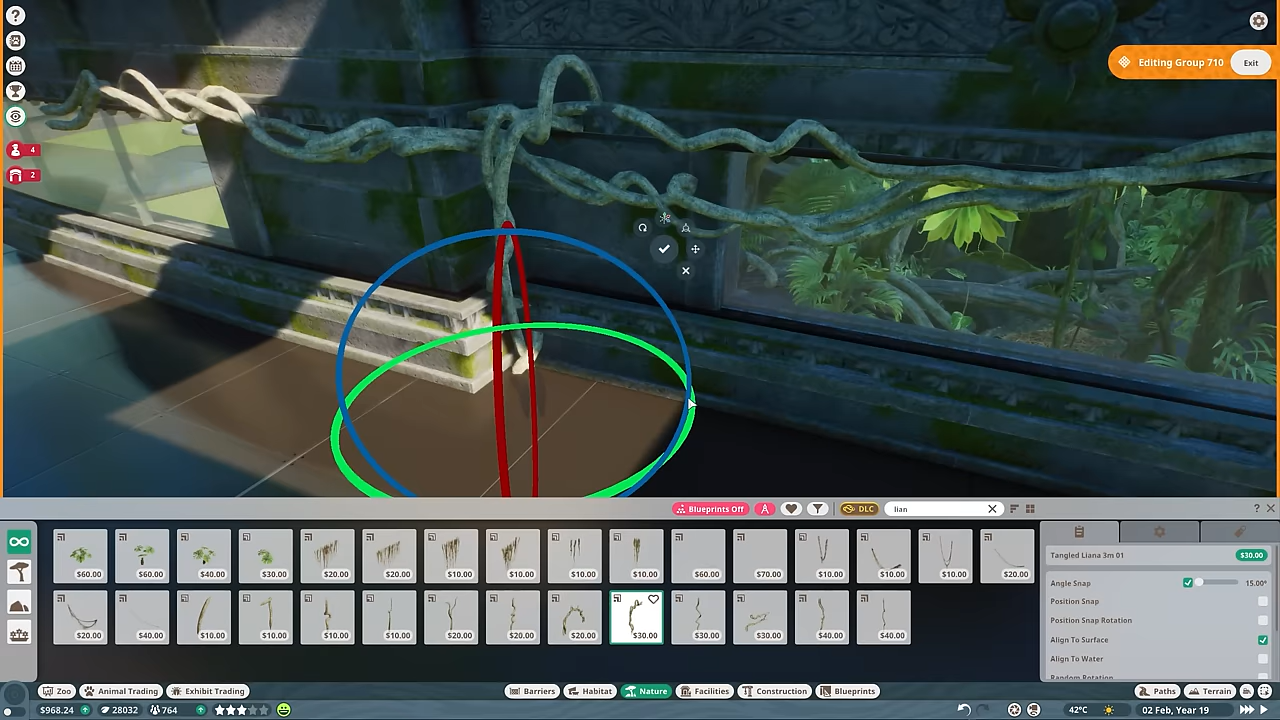 ?
Editing Group 710
Exit
4
2
Blueprints Off
A
DLC
lian
?
$60.00 $60.00 $40.00 $30.00 $20.00 $20.00 $10.00 $10.00 $10.00 $10.00 $60.00 $70.00 $10.00 $10.00 $10.00 $20.00
$20.00 $40.00 $10.00 $10.00 $10.00 $10.00 $20.00 $20.00 $20.00 $30.00 $30.00 $30.00 $40.00 $40.00
Tangled Liana 3m 01 $30.00
Angle Snap 15.00°
Position Snap
Position Snap Rotation
Align To Surface
Align To Water
Random Rotation
Zoo Animal Trading Exhibit Trading Barriers Habitat Nature Facilities Construction Blueprints Paths Terrain
$968.24 28032 764 42°C 02 Feb, Year 19